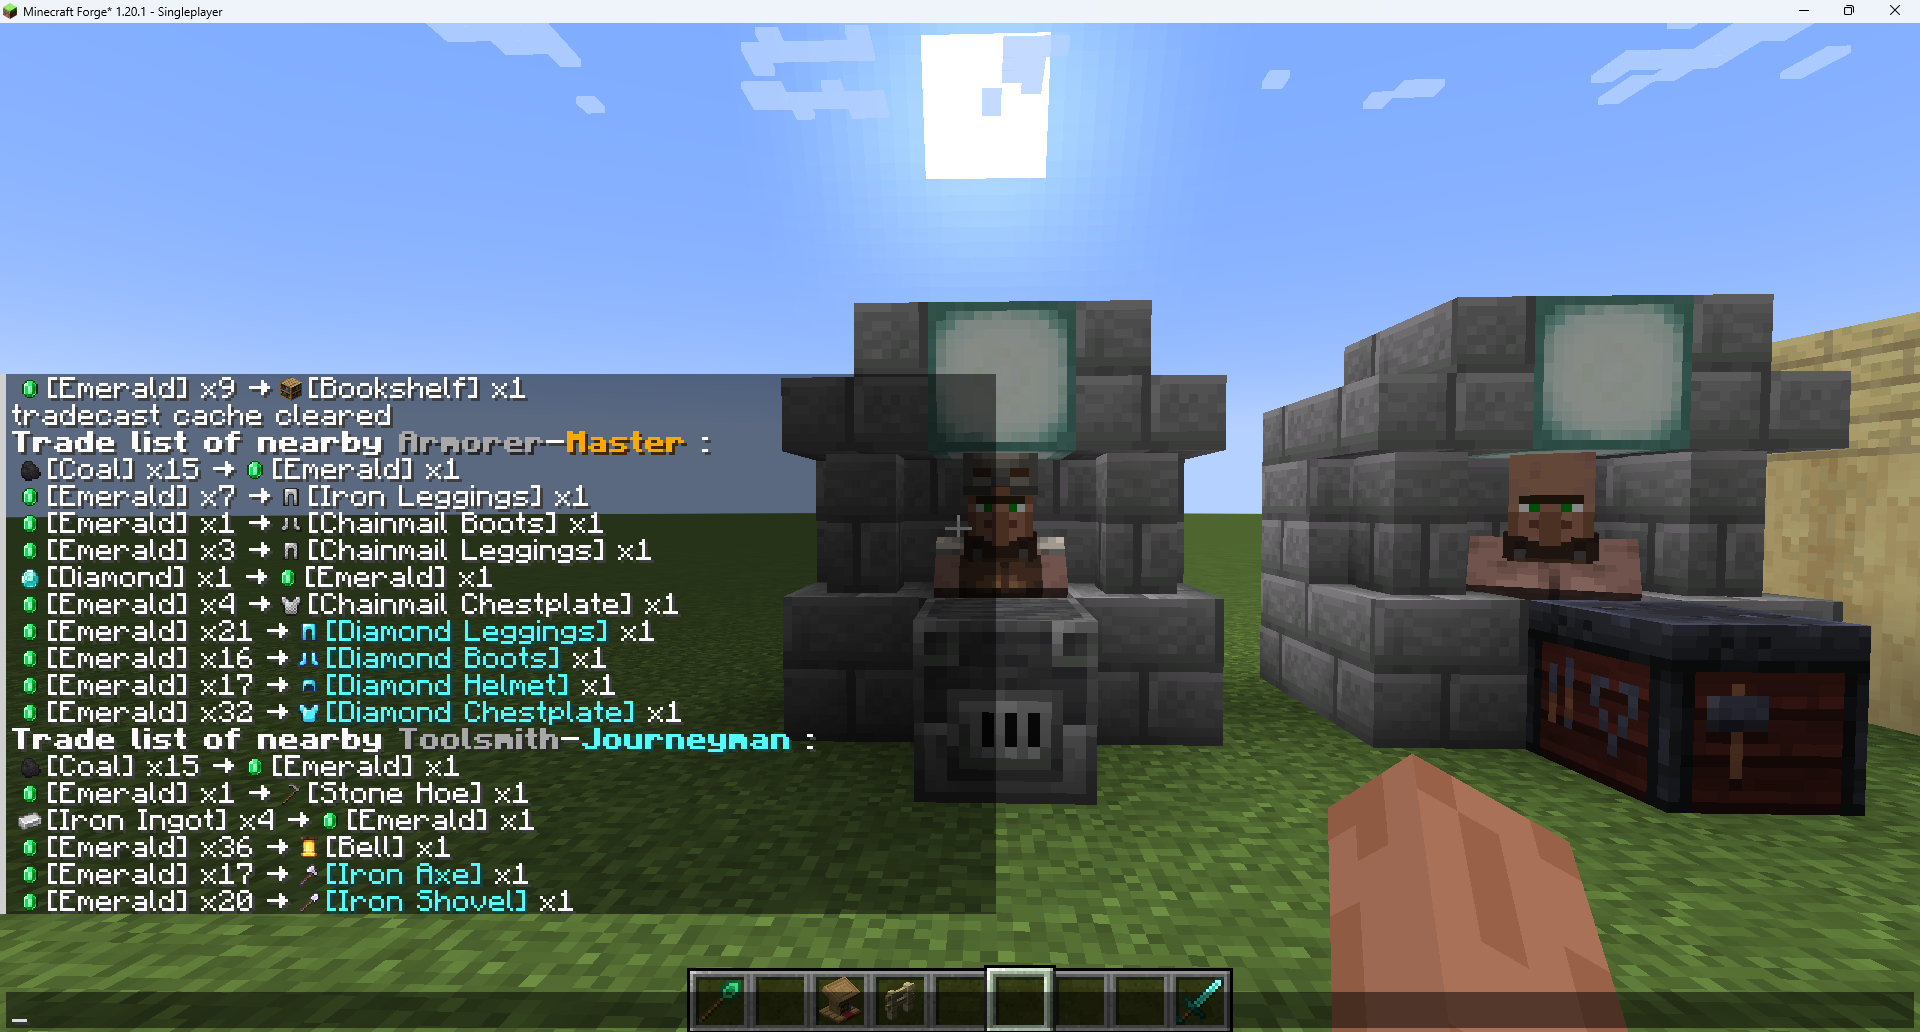 Minecraft Forge* 1.20.1 - Singleplayer
[Emerald] x9 → [Bookshelf] x1
tradecast cache cleared
Trade list of nearby Armorer-Master :
[Coal] x15 → [Emerald] x1
[Emerald] x7 → [Iron Leggings] x1
[Emerald] x1 → [Chainmail Boots] x1
[Emerald] x3 → [Chainmail Leggings] x1
[Diamond] x1 → [Emerald] x1
[Emerald] x4 → [Chainmail Chestplate] x1
[Emerald] x21 → [Diamond Leggings] x1
[Emerald] x16 → [Diamond Boots] x1
[Emerald] x17 → [Diamond Helmet] x1
[Emerald] x32 → [Diamond Chestplate] x1
Trade list of nearby Toolsmith-Journeyman :
[Coal] x15 → [Emerald] x1
[Emerald] x1 → [Stone Hoe] x1
[Iron Ingot] x4 → [Emerald] x1
[Emerald] x36 → [Bell] x1
[Emerald] x17 → [Iron Axe] x1
[Emerald] x20 → [Iron Shovel] x1
_